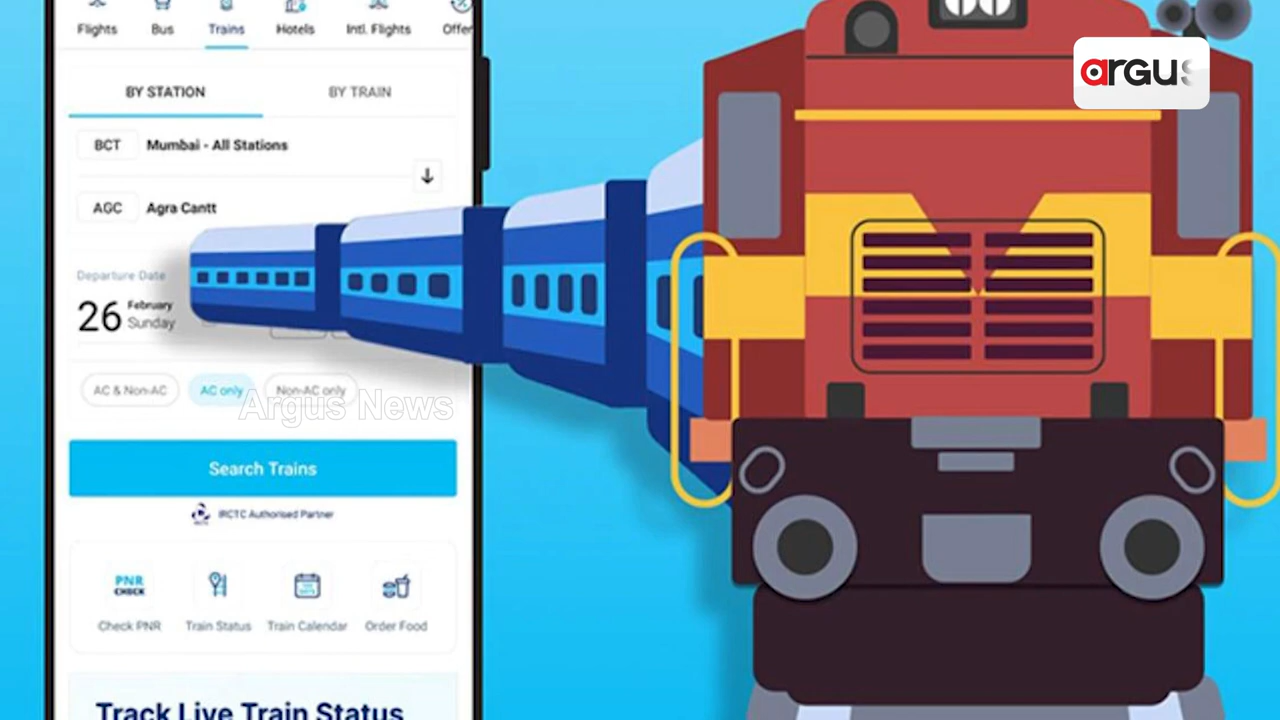 Flights Bus Trains Hotels Intl. Flights Offer
BY STATION BY TRAIN
BCT Mumbai - All Stations
AGC Agra Cantt
Departure Date
26 February
Sunday
AC & Non-AC AC only Non-AC only
Argus News
Search Trains
IRCTC Authorised Partner
PNR
CHECK
Check PNR Train Status Train Calendar Order Food
Track Live Train Status
argus